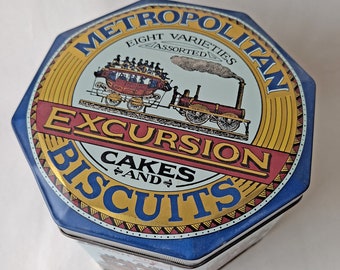 METROPOLITAN
EIGHT VARIETIES
ASSORTED
EXCURSION
CAKES
AND
BISCUITS